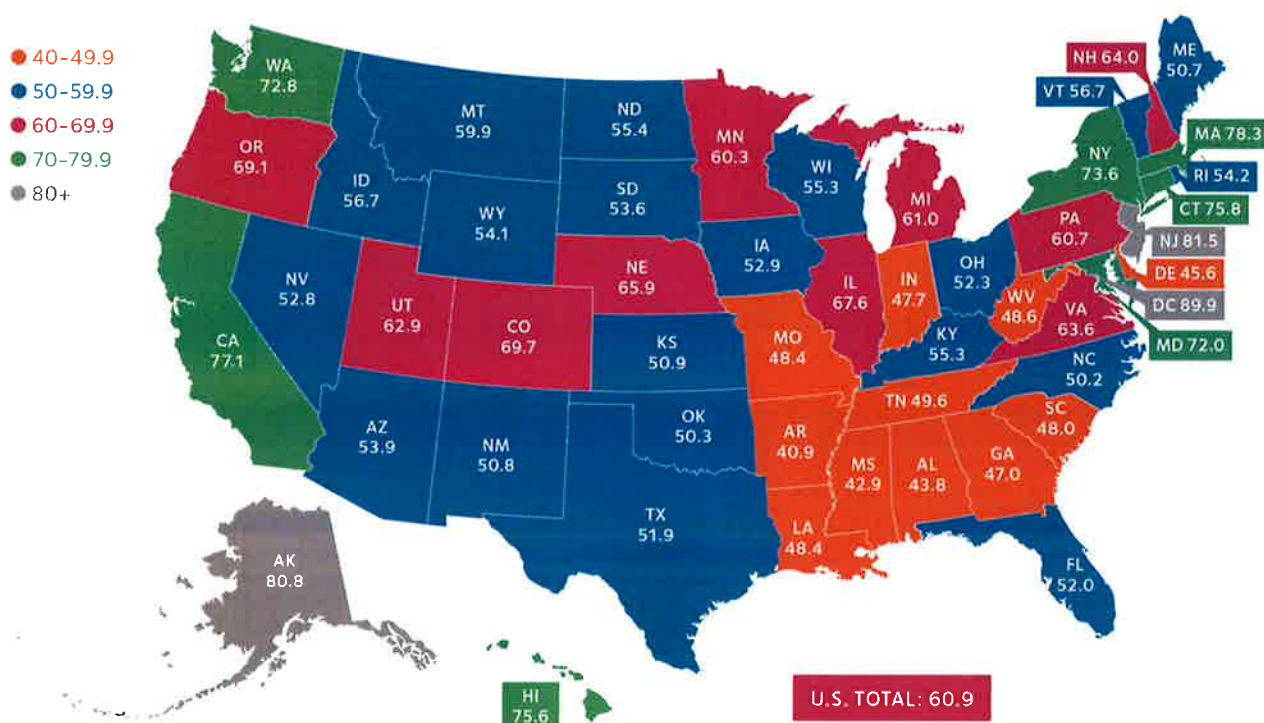 40-49.9
50-59.9
60-69.9
70-79.9
80+
WA
72.8
OR
69.1
CA
77.1
ID
56.7
NV
52.8
MT
59.9
WY
54.1
UT
62.9
CO
69.7
AZ
53.9
NM
50.8
ND
55.4
SD
53.6
NE
65.9
KS
50.9
OK
50.3
TX
51.9
MN
60.3
IA
52.9
MO
48.4
AR
40.9
LA
48.4
WI
55.3
IL
67.6
MI
61.0
IN
47.7
OH
52.3
KY
55.3
TN 49.6
MS
42.9
AL
43.8
GA
47.0
SC
48.0
NC
50.2
FL
52.0
WV
48.6
VA
63.6
PA
60.7
NY
73.6
ME
50.7
NH 64.0
VT 56.7
MA 78.3
RI 54.2
CT 75.8
NJ 81.5
DE 45.6
DC 89.9
MD 72.0
AK
80.8
HI
75.6
U.S. TOTAL: 60.9